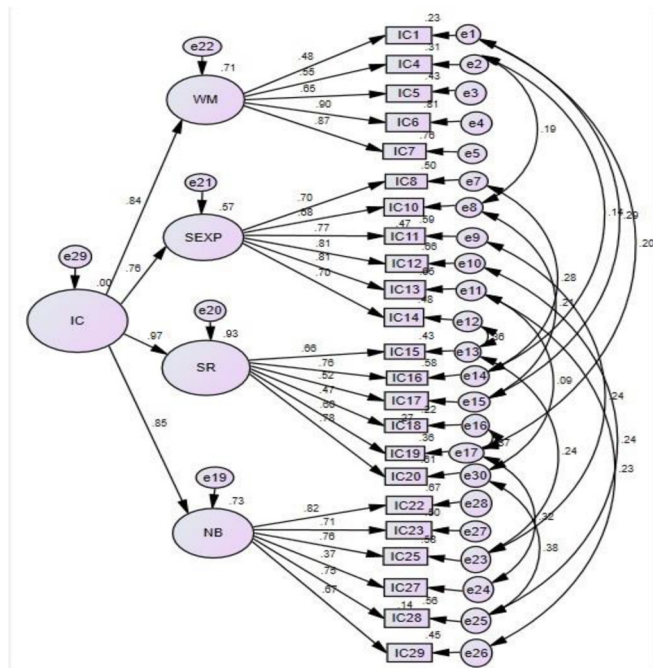 .23
e1
IC1
e22
.31
.48
.71
IC4
e2
.55
.43
WM
.65
IC5
e3
.90
.81
IC6
e4
.19
.87
.76
IC7
e5
.50
IC8
e7
e21
.70
.14
.29
.84
.57
.68
IC10
e8
.20
.47
.59
SEXP
.77
IC11
e9
.66
.81
IC12
e10
.76
.81
.28
e29
.70
IC13
e11
.21
.00
.48
IC14
e12
e20
IC
.43
.97
.93
.66
IC15
e13
.76
.58
SR
IC16
e14
.52
.09
.47
IC17
e15
.24
.22
.78
IC18
e16
.85
.27
.36
.24
IC19
e17
.24
.61
.23
IC20
e30
e19
.67
.73
.82
IC22
e28
.32
.71
IC23
e27
NB
.76
.58
.38
IC25
e23
.37
.75
IC27
e24
.67
.14
.56
IC28
e25
.45
IC29
e26